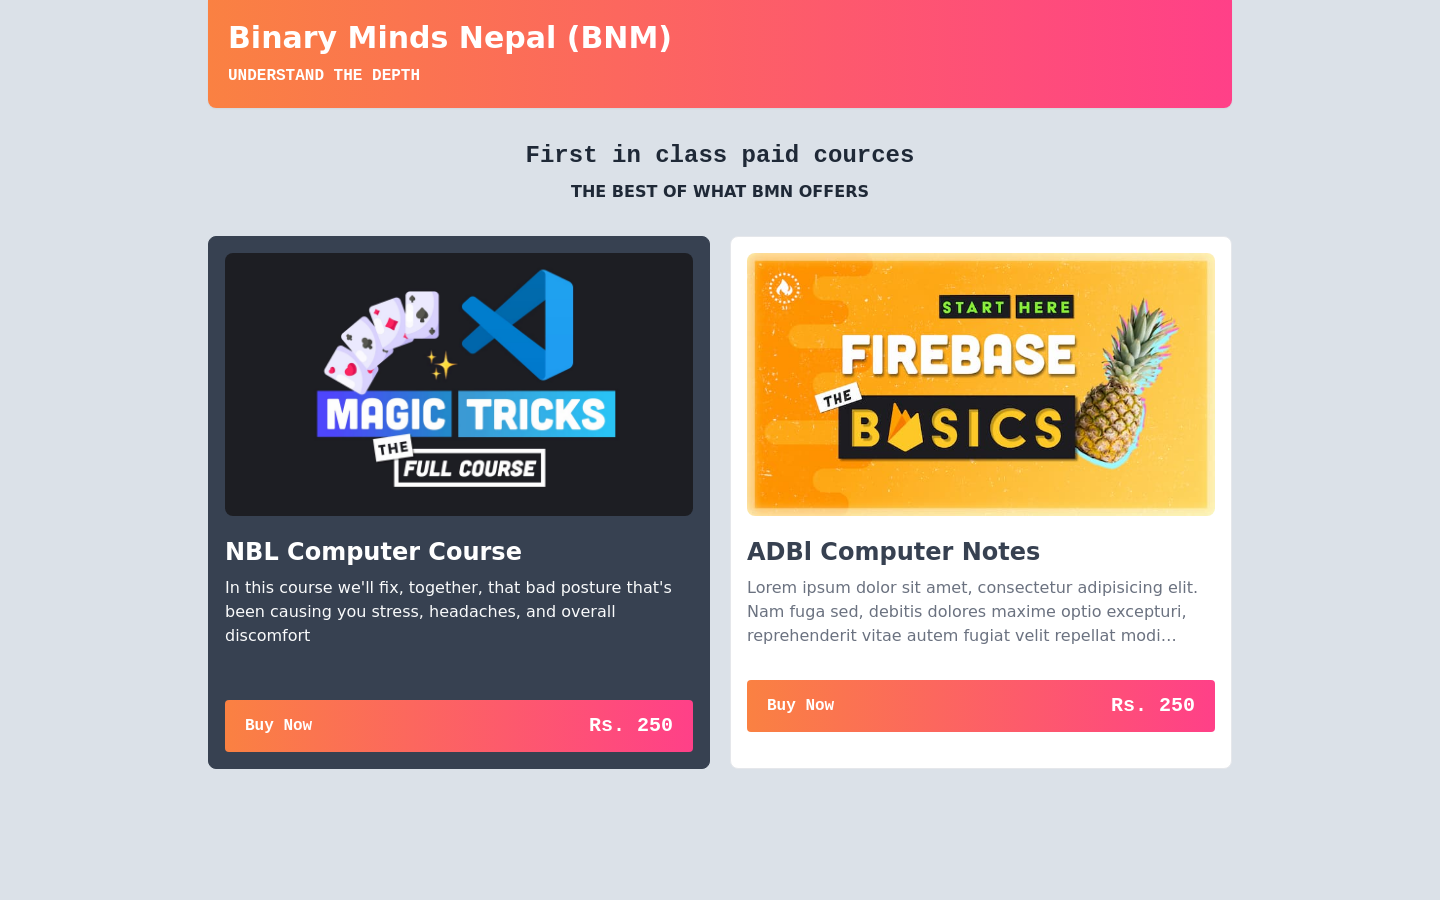 Binary Minds Nepal (BNM)
UNDERSTAND THE DEPTH
First in class paid cources
THE BEST OF WHAT BMN OFFERS
MAGIC TRICKS
THE
FULL COURSE
NBL Computer Course
In this course we'll fix, together, that bad posture that's
been causing you stress, headaches, and overall
discomfort
Buy Now Rs. 250
START HERE
FIREBASE
THE
BASICS
ADBl Computer Notes
Lorem ipsum dolor sit amet, consectetur adipisicing elit.
Nam fuga sed, debitis dolores maxime optio excepturi,
reprehenderit vitae autem fugiat velit repellat modi…
Buy Now Rs. 250